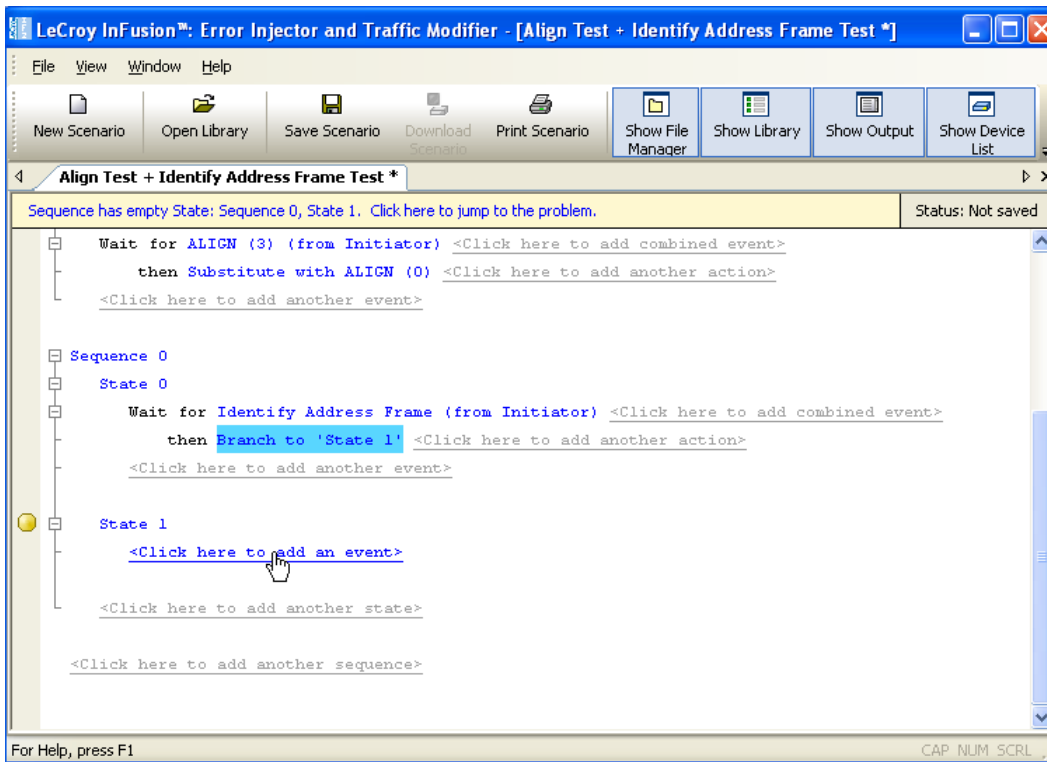 LeCroy InFusion™: Error Injector and Traffic Modifier - [Align Test + Identify Address Frame Test *]
File View Window Help
New Scenario Open Library Save Scenario Download Scenario Print Scenario Show File Manager Show Library Show Output Show Device List
Align Test + Identify Address Frame Test *
Sequence has empty State: Sequence 0, State 1. Click here to jump to the problem. Status: Not saved
Wait for ALIGN (3) (from Initiator) <Click here to add combined event>
then Substitute with ALIGN (0) <Click here to add another action>
<Click here to add another event>
Sequence 0
State 0
Wait for Identify Address Frame (from Initiator) <Click here to add combined event>
then Branch to 'State 1' <Click here to add another action>
<Click here to add another event>
State 1
<Click here to add an event>
<Click here to add another state>
<Click here to add another sequence>
For Help, press F1 CAP NUM SCRL